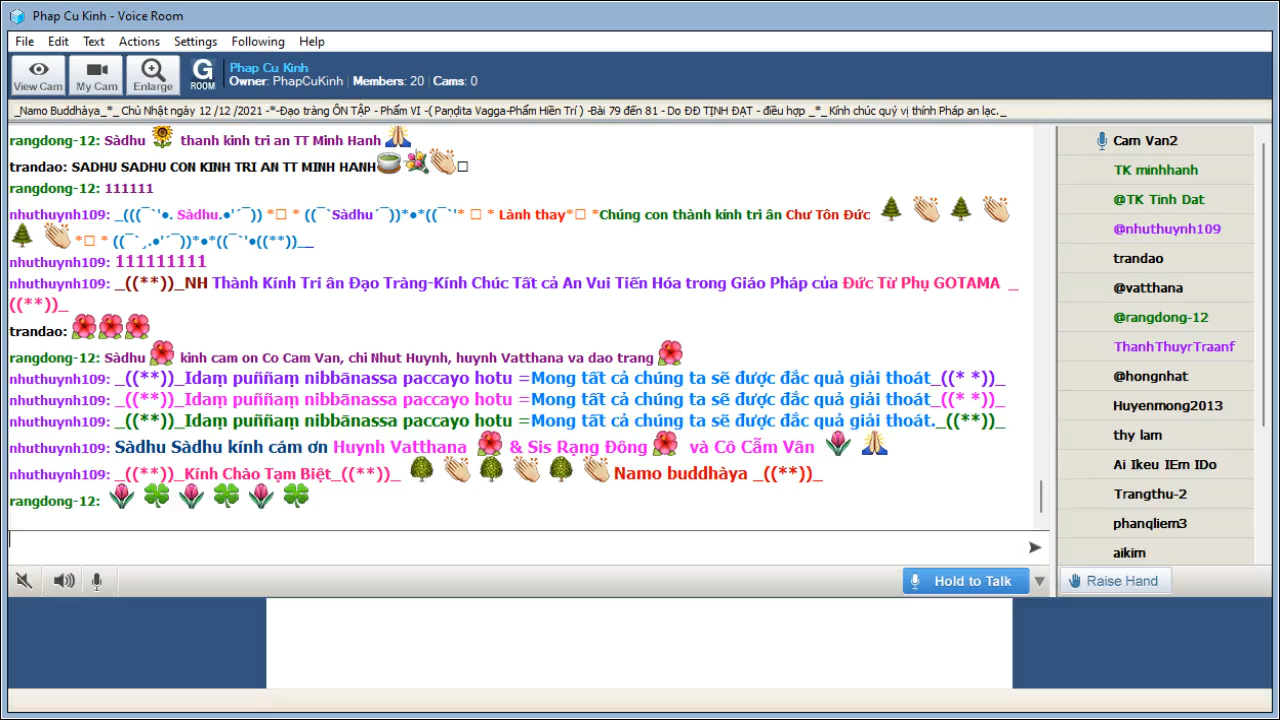 Phap Cu Kinh - Voice Room
File Edit Text Actions Settings Following Help
View Cam My Cam Enlarge G ROOM
Phap Cu Kinh
Owner: PhapCuKinh | Members: 20 | Cams: 0
_Namo Buddhàya_*_ Chủ Nhật ngày 12 /12 /2021 -*-Đạo tràng ÔN TẬP - Phẩm VI -( Paṇḍita Vagga-Phẩm Hiền Trí ) -Bài 79 đến 81 - Do ĐĐ TỊNH ĐẠT - điều hợp _*_ Kính chúc quý vị thính Pháp an lạc._
rangdong-12: Sàdhu 🌻 thanh kinh tri an TT Minh Hanh 🙏
trandao: SADHU SADHU CON KINH TRI AN TT MINH HANH🍵💐👏□
rangdong-12: 111111
nhuthuynh109: _(((¯`'•. Sàdhu.•'´¯)) *□ * ((¯`Sàdhu´¯))*•*((¯`'* □ * Lành thay*□ *Chúng con thành kính tri ân Chư Tôn Đức 🌲 👏 🌲 👏
🌲 👏 *□ * ((¯`¸.•'´¯))*•*((¯`'•((**))__
nhuthuynh109: 111111111
nhuthuynh109: _((**))_NH Thành Kính Tri ân Đạo Tràng-Kính Chúc Tất cả An Vui Tiến Hóa trong Giáo Pháp của Đức Từ Phụ GOTAMA _
((**))_
trandao: 🌺🌺🌺
rangdong-12: Sàdhu 🌺 kinh cam on Co Cam Van, chi Nhut Huynh, huynh Vatthana va dao trang 🌺
nhuthuynh109: _((**))_Idaṃ puññaṃ nibbānassa paccayo hotu =Mong tất cả chúng ta sẽ được đắc quả giải thoát_((* *))_
nhuthuynh109: _((**))_Idaṃ puññaṃ nibbānassa paccayo hotu =Mong tất cả chúng ta sẽ được đắc quả giải thoát_((* *))_
nhuthuynh109: _((**))_Idaṃ puññaṃ nibbānassa paccayo hotu =Mong tất cả chúng ta sẽ được đắc quả giải thoát._((**))_
nhuthuynh109: Sàdhu Sàdhu kính cám ơn Huynh Vatthana 🌺 & Sis Rạng Đông 🌺 và Cô Cẩm Vân 🌷 🙏
nhuthuynh109: _((**))_Kính Chào Tạm Biệt_((**))_ 🌳 👏 🌳 👏 🌳 👏 Namo buddhàya _((**))_
rangdong-12: 🌷 🍀 🌷 🍀 🌷 🍀
Hold to Talk
Cam Van2
TK minhhanh
@TK Tinh Dat
@nhuthuynh109
trandao
@vatthana
@rangdong-12
ThanhThuyrTraanf
@hongnhat
Huyenmong2013
thy lam
Ai Ikeu IEm IDo
Trangthu-2
phanqliem3
aikim
Raise Hand